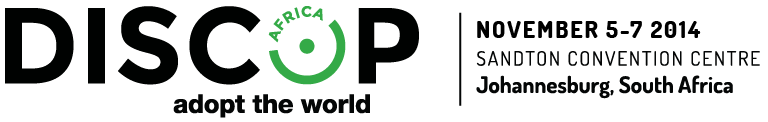 DISCOP
AFRICA
adopt the world
NOVEMBER 5-7 2014
SANDTON CONVENTION CENTRE
Johannesburg, South Africa